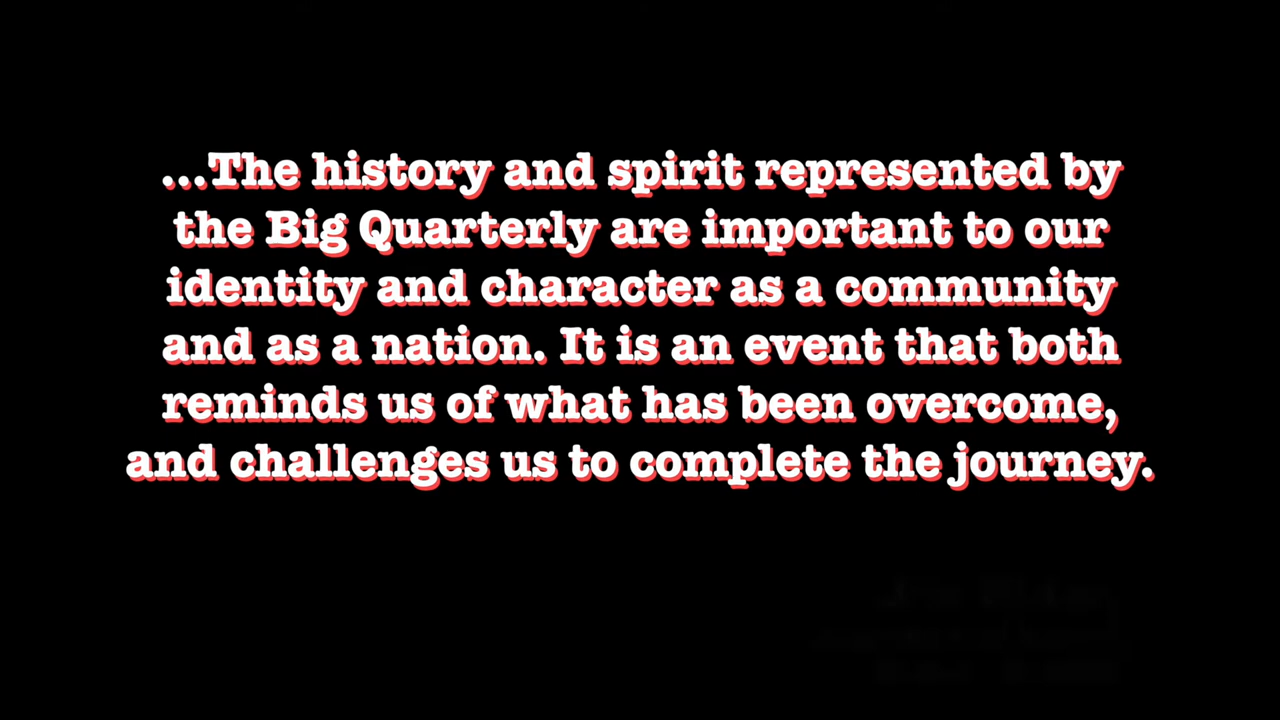 ...The history and spirit represented by
the Big Quarterly are important to our
identity and character as a community
and as a nation. It is an event that both
reminds us of what has been overcome,
and challenges us to complete the journey.